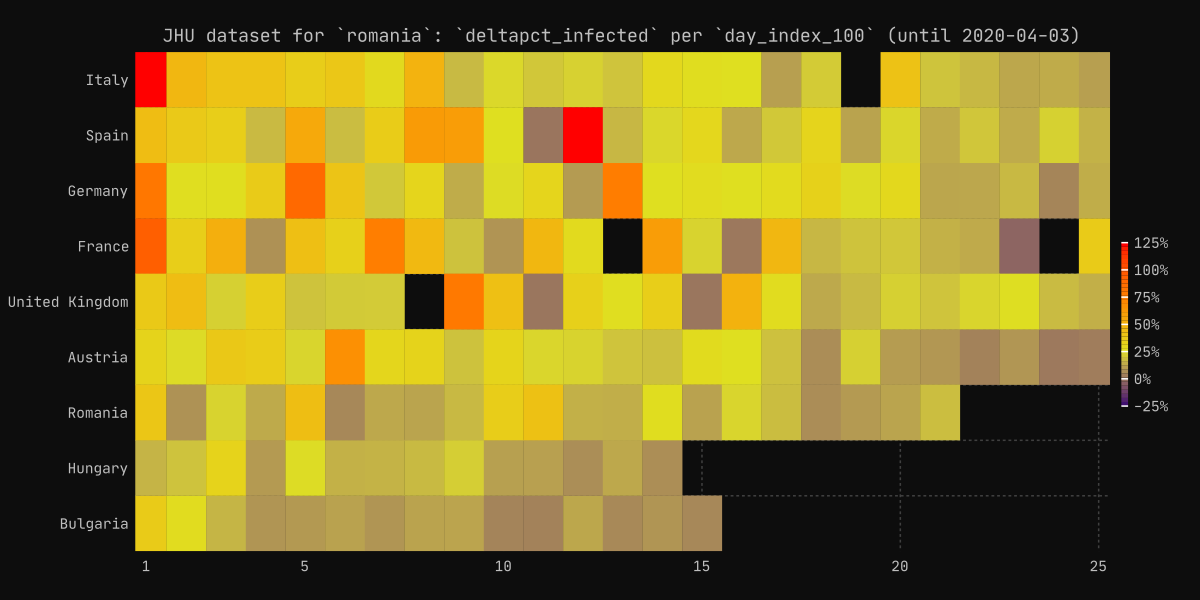 JHU dataset for `romania`: `deltapct_infected` per `day_index_100` (until 2020-04-03)
Italy
Spain
Germany
France
United Kingdom
Austria
Romania
Hungary
Bulgaria
125%
100%
75%
50%
25%
0%
-25%
1 5 10 15 20 25